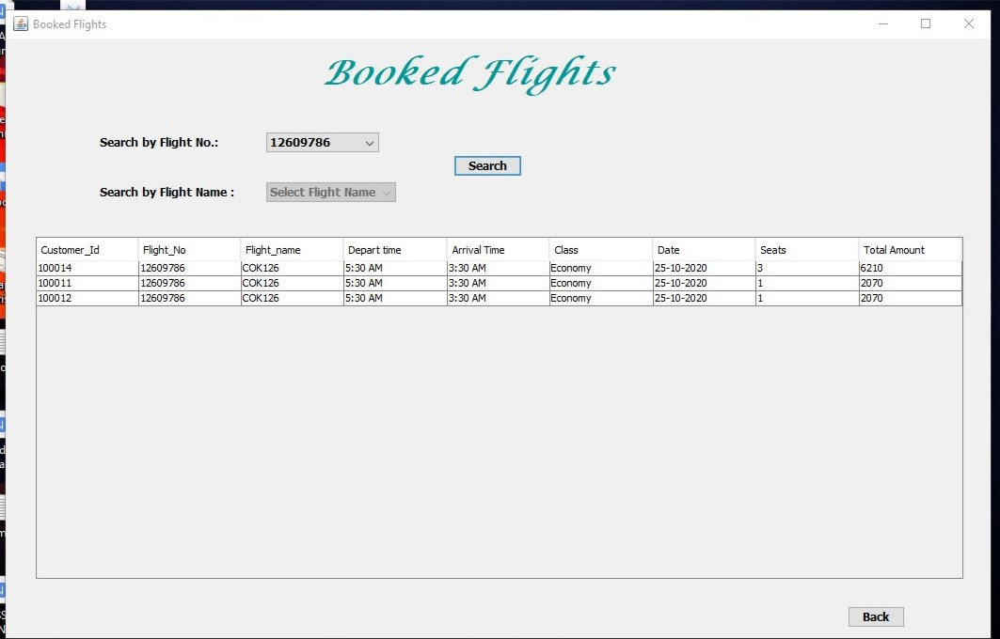 Booked Flights
Booked Flights
Search by Flight No.: 12609786
Search
Search by Flight Name : Select Flight Name
Customer_Id Flight_No Flight_name Depart time Arrival Time Class Date Seats Total Amount
100014 12609786 COK126 5:30 AM 3:30 AM Economy 25-10-2020 3 6210
100011 12609786 COK126 5:30 AM 3:30 AM Economy 25-10-2020 1 2070
100012 12609786 COK126 5:30 AM 3:30 AM Economy 25-10-2020 1 2070
Back